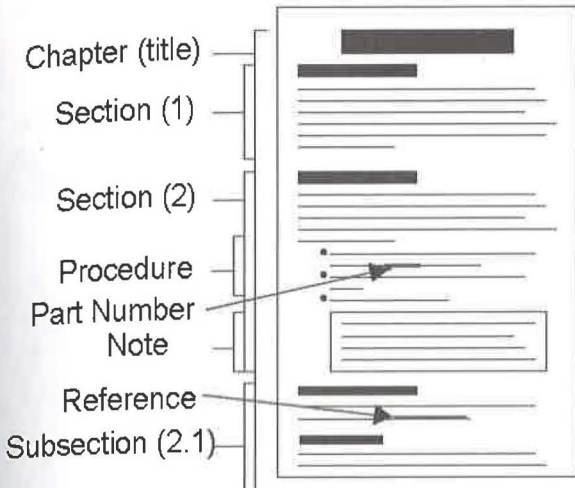 Chapter (title)
Section (1)
Section (2)
Procedure
Part Number
Note
Reference
Subsection (2.1)